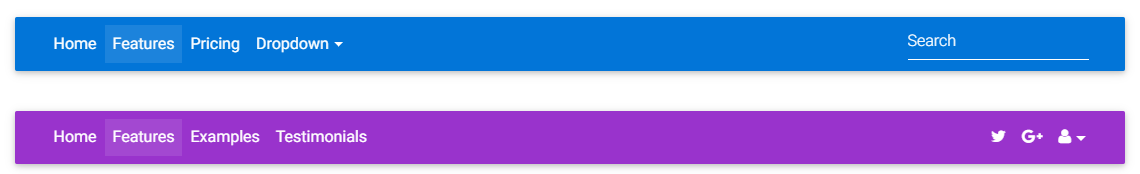 Home Features Pricing Dropdown Search
Home Features Examples Testimonials G+